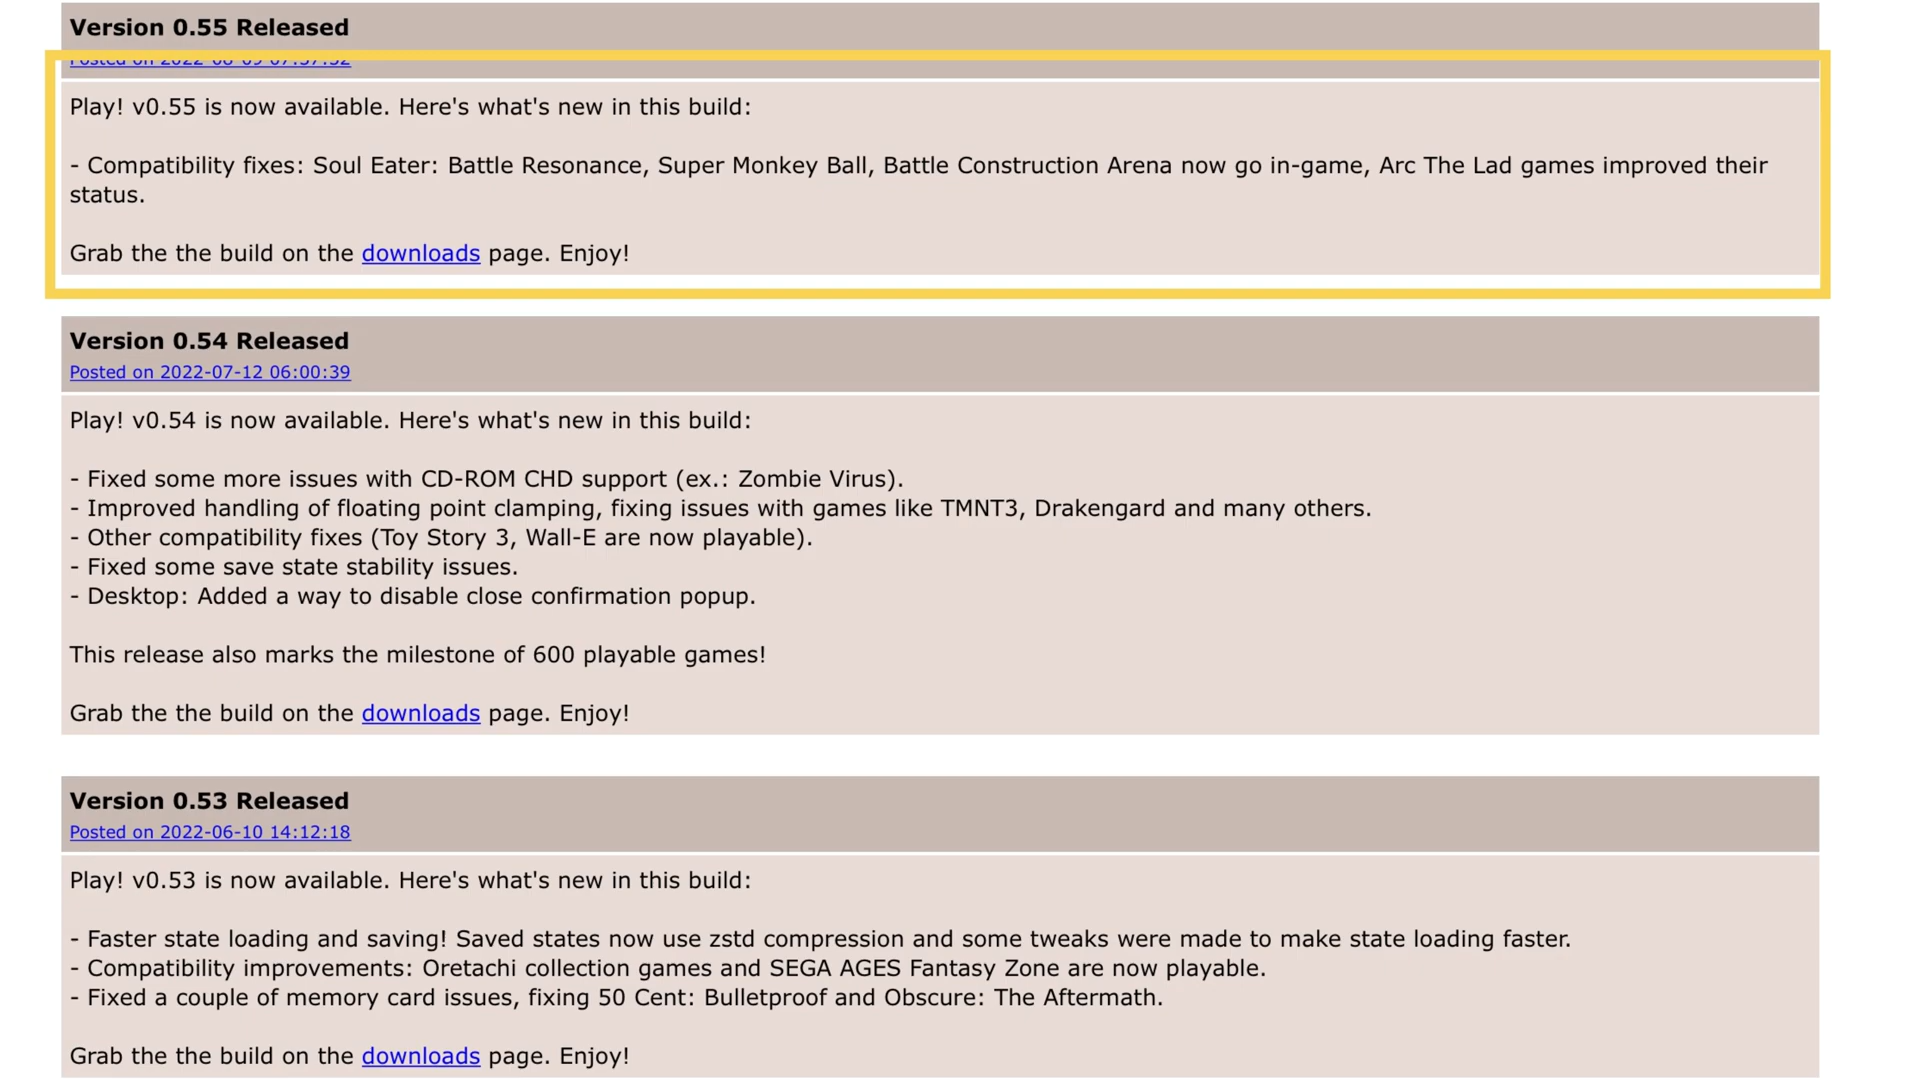 Version 0.55 Released
Posted on 2022-08-09 07:37:52
Play! v0.55 is now available. Here's what's new in this build:
- Compatibility fixes: Soul Eater: Battle Resonance, Super Monkey Ball, Battle Construction Arena now go in-game, Arc The Lad games improved their
status.
Grab the the build on the downloads page. Enjoy!
Version 0.54 Released
Posted on 2022-07-12 06:00:39
Play! v0.54 is now available. Here's what's new in this build:
- Fixed some more issues with CD-ROM CHD support (ex.: Zombie Virus).
- Improved handling of floating point clamping, fixing issues with games like TMNT3, Drakengard and many others.
- Other compatibility fixes (Toy Story 3, Wall-E are now playable).
- Fixed some save state stability issues.
- Desktop: Added a way to disable close confirmation popup.
This release also marks the milestone of 600 playable games!
Grab the the build on the downloads page. Enjoy!
Version 0.53 Released
Posted on 2022-06-10 14:12:18
Play! v0.53 is now available. Here's what's new in this build:
- Faster state loading and saving! Saved states now use zstd compression and some tweaks were made to make state loading faster.
- Compatibility improvements: Oretachi collection games and SEGA AGES Fantasy Zone are now playable.
- Fixed a couple of memory card issues, fixing 50 Cent: Bulletproof and Obscure: The Aftermath.
Grab the the build on the downloads page. Enjoy!